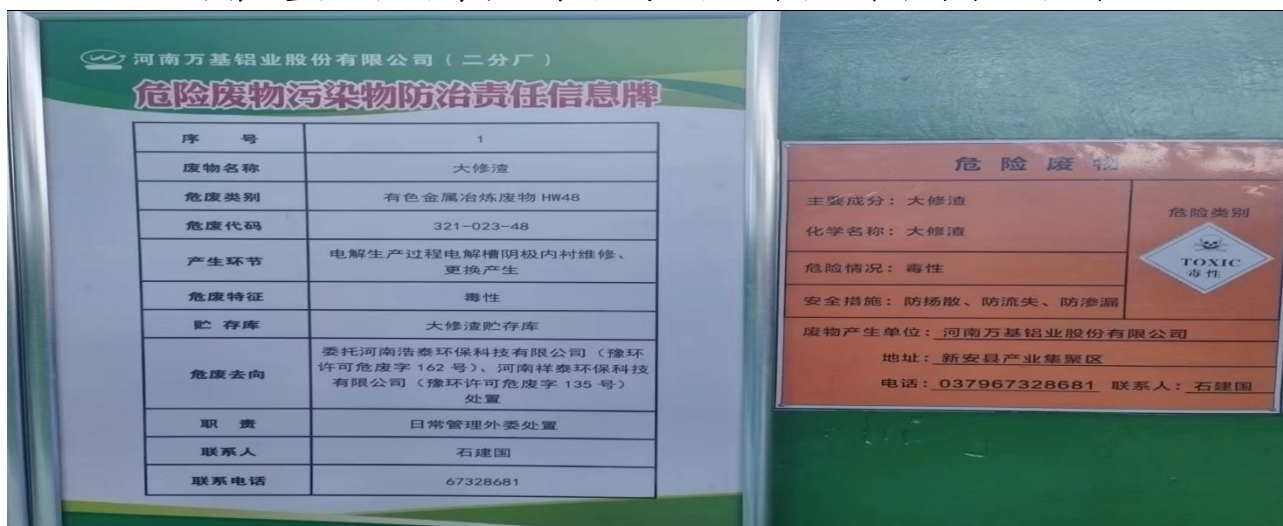 河南万基铝业股份有限公司（二分厂）
危险废物污染物防治责任信息牌
序 号 1
废物名称 大修渣
危废类别 有色金属冶炼废物 HW48
危废代码 321-023-48
产生环节 电解生产过程电解槽阴极内衬维修、
更换产生
危废特征 毒性
贮 存库 大修渣贮存库
危废去向 委托河南浩泰环保科技有限公司（豫环
许可危废字 162 号）、河南祥泰环保科技
有限公司（豫环许可危废字 135 号）
处置
职 责 日常管理外委处置
联系人 石建国
联系电话 67328681
危 险 废 物
主要成分：大修渣
化学名称：大修渣
危险情况：毒性
安全措施：防扬散、防流失、防渗漏
危险类别
TOXIC
毒性
废物产生单位：河南万基铝业股份有限公司
地址：新安县产业集聚区
电话：037967328681 联系人：石建国